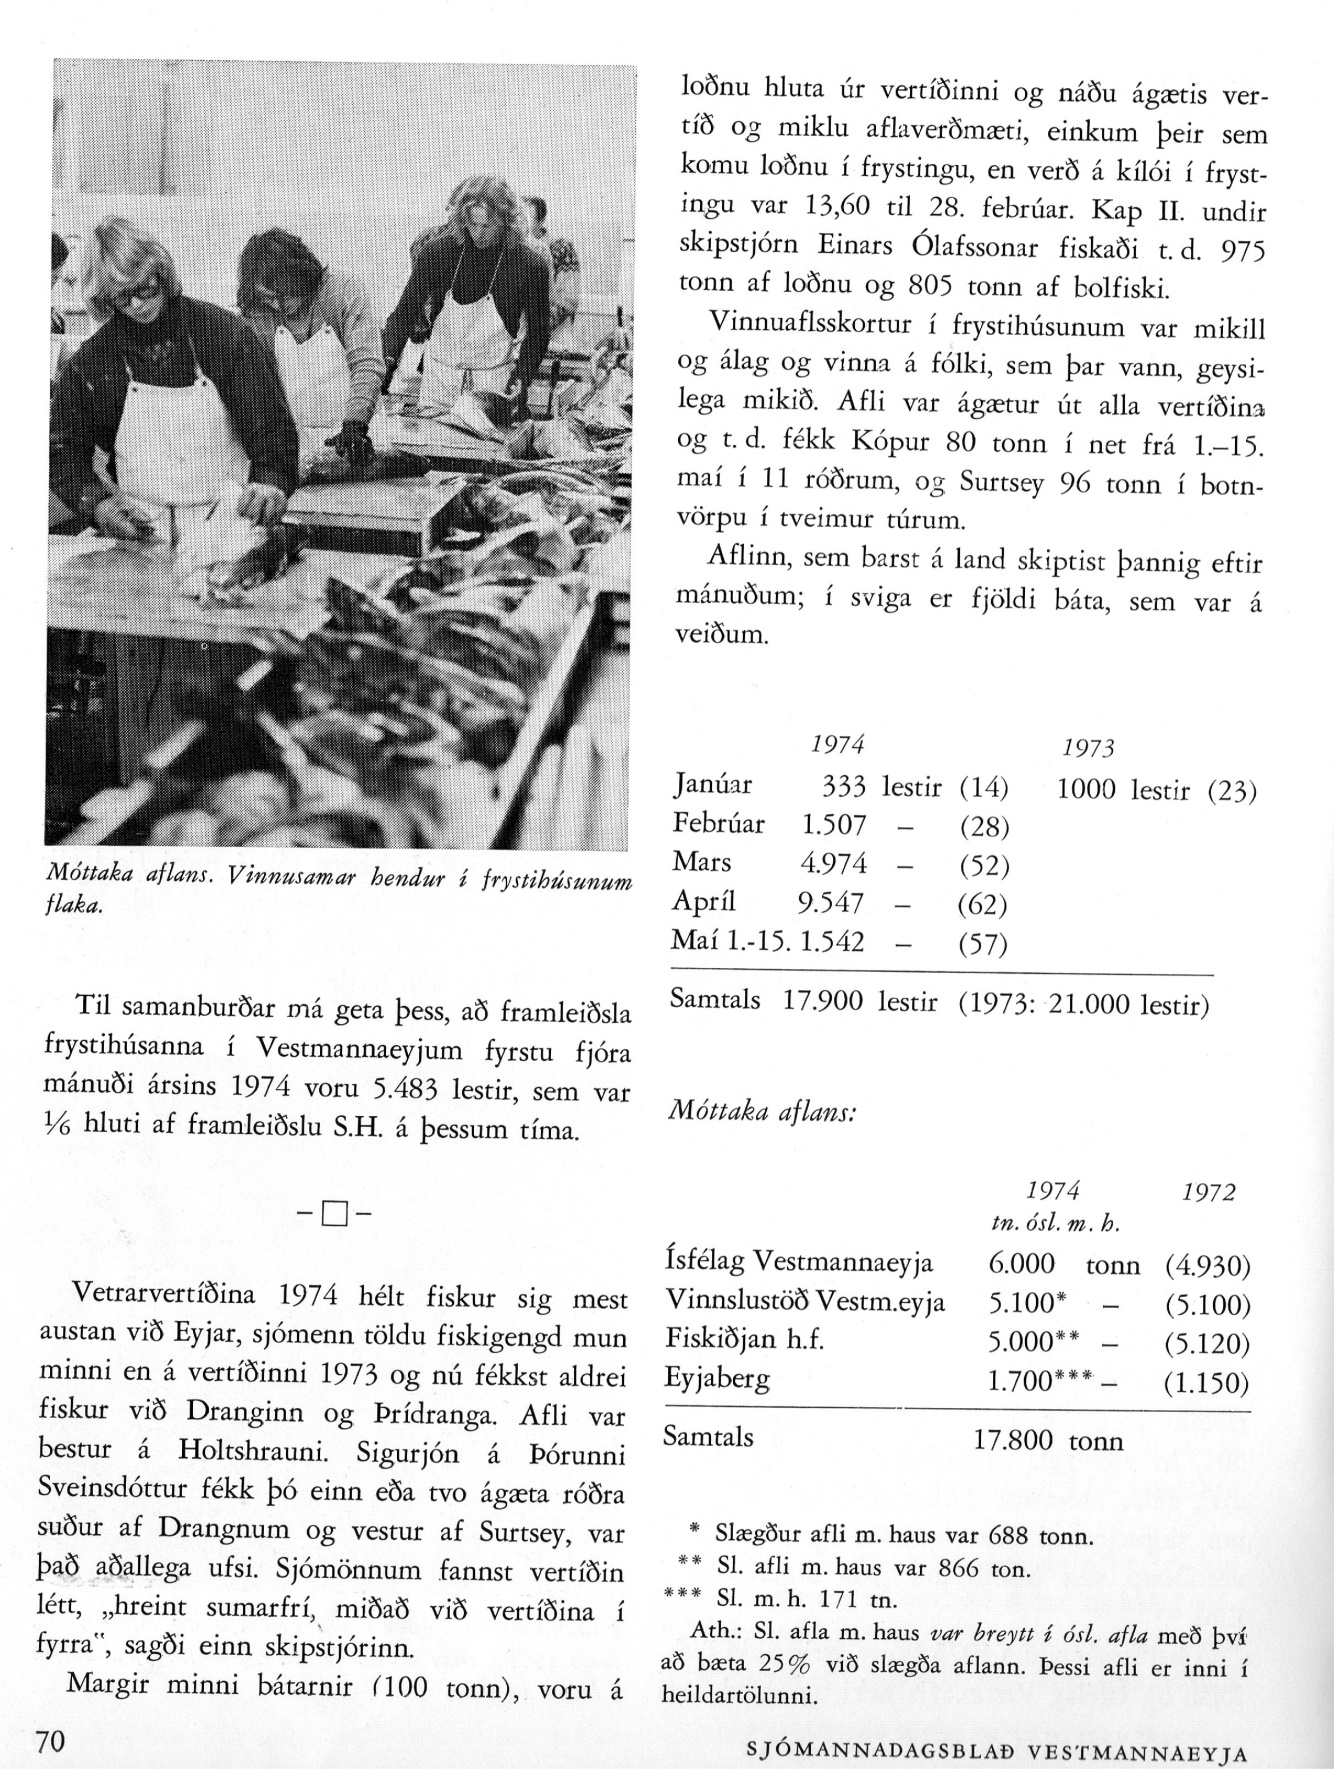 Móttaka aflans. Vinnusamar hendur í frystihúsunum
flaka.
Til samanburðar má geta þess, að framleiðsla
frystihúsanna í Vestmannaeyjum fyrstu fjóra
mánuði ársins 1974 voru 5.483 lestir, sem var
⅙ hluti af framleiðslu S.H. á þessum tíma.
–□–
Vetrarvertíðina 1974 hélt fiskur sig mest
austan við Eyjar, sjómenn töldu fiskigengd mun
minni en á vertíðinni 1973 og nú fékkst aldrei
fiskur við Dranginn og Þrídranga. Afli var
bestur á Holtshrauni. Sigurjón á Þórunni
Sveinsdóttur fékk þó einn eða tvo ágæta róðra
suður af Drangnum og vestur af Surtsey, var
það aðallega ufsi. Sjómönnum fannst vertíðin
létt, „hreint sumarfrí, miðað við vertíðina í
fyrra“, sagði einn skipstjórinn.
Margir minni bátarnir (100 tonn), voru á
loðnu hluta úr vertíðinni og náðu ágætis ver-
tíð og miklu aflaverðmæti, einkum þeir sem
komu loðnu í frystingu, en verð á kílói í fryst-
ingu var 13,60 til 28. febrúar. Kap II. undir
skipstjórn Einars Ólafssonar fiskaði t. d. 975
tonn af loðnu og 805 tonn af bolfiski.
Vinnuaflsskortur í frystihúsunum var mikill
og álag og vinna á fólki, sem þar vann, geysi-
lega mikið. Afli var ágætur út alla vertíðina
og t. d. fékk Kópur 80 tonn í net frá 1.–15.
maí í 11 róðrum, og Surtsey 96 tonn í botn-
vörpu í tveimur túrum.
Aflinn, sem barst á land skiptist þannig eftir
mánuðum; í sviga er fjöldi báta, sem var á
veiðum.
1974 1973
Janúar 333 lestir (14) 1000 lestir (23)
Febrúar 1.507 – (28)
Mars 4.974 – (52)
Apríl 9.547 – (62)
Maí 1.-15. 1.542 – (57)
Samtals 17.900 lestir (1973: 21.000 lestir)
Móttaka aflans:
1974 1972
tn. ósl. m. h.
Ísfélag Vestmannaeyja 6.000 tonn (4.930)
Vinnslustöð Vestm.eyja 5.100* – (5.100)
Fiskiðjan h.f. 5.000** – (5.120)
Eyjaberg 1.700*** – (1.150)
Samtals 17.800 tonn
* Slægður afli m. haus var 688 tonn.
** Sl. afli m. haus var 866 ton.
*** Sl. m. h. 171 tn.
Ath.: Sl. afla m. haus var breytt í ósl. afla með því
að bæta 25% við slægða aflann. Þessi afli er inni í
heildartölunni.
70
SJÓMANNADAGSBLAÐ VESTMANNAEYJA